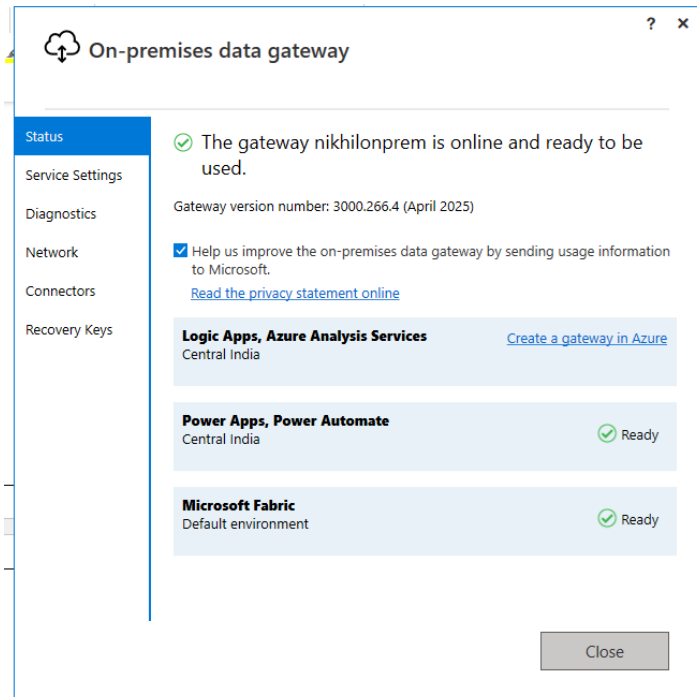 ? ×
On-premises data gateway
Status
Service Settings
Diagnostics
Network
Connectors
Recovery Keys
The gateway nikhilonprem is online and ready to be
used.
Gateway version number: 3000.266.4 (April 2025)
Help us improve the on-premises data gateway by sending usage information
to Microsoft.
Read the privacy statement online
Logic Apps, Azure Analysis Services
Central India
Create a gateway in Azure
Power Apps, Power Automate
Central India
Ready
Microsoft Fabric
Default environment
Ready
Close